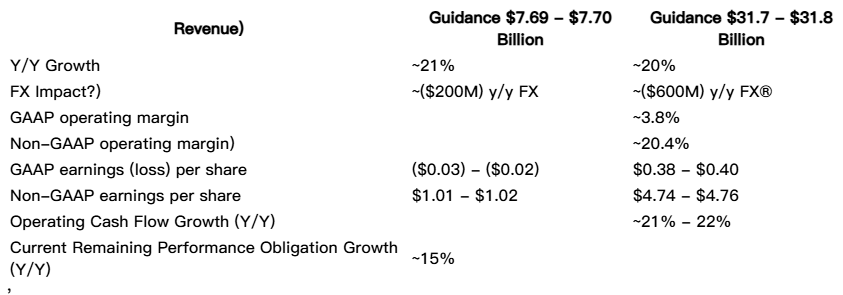 Revenue) Guidance $7.69 – $7.70 Billion Guidance $31.7 – $31.8 Billion
Y/Y Growth ~21% ~20%
FX Impact?) ~($200M) y/y FX ~($600M) y/y FX®
GAAP operating margin ~3.8%
Non–GAAP operating margin) ~20.4%
GAAP earnings (loss) per share ($0.03) – ($0.02) $0.38 – $0.40
Non–GAAP earnings per share $1.01 – $1.02 $4.74 – $4.76
Operating Cash Flow Growth (Y/Y) ~21% – 22%
Current Remaining Performance Obligation Growth (Y/Y) ~15%
,